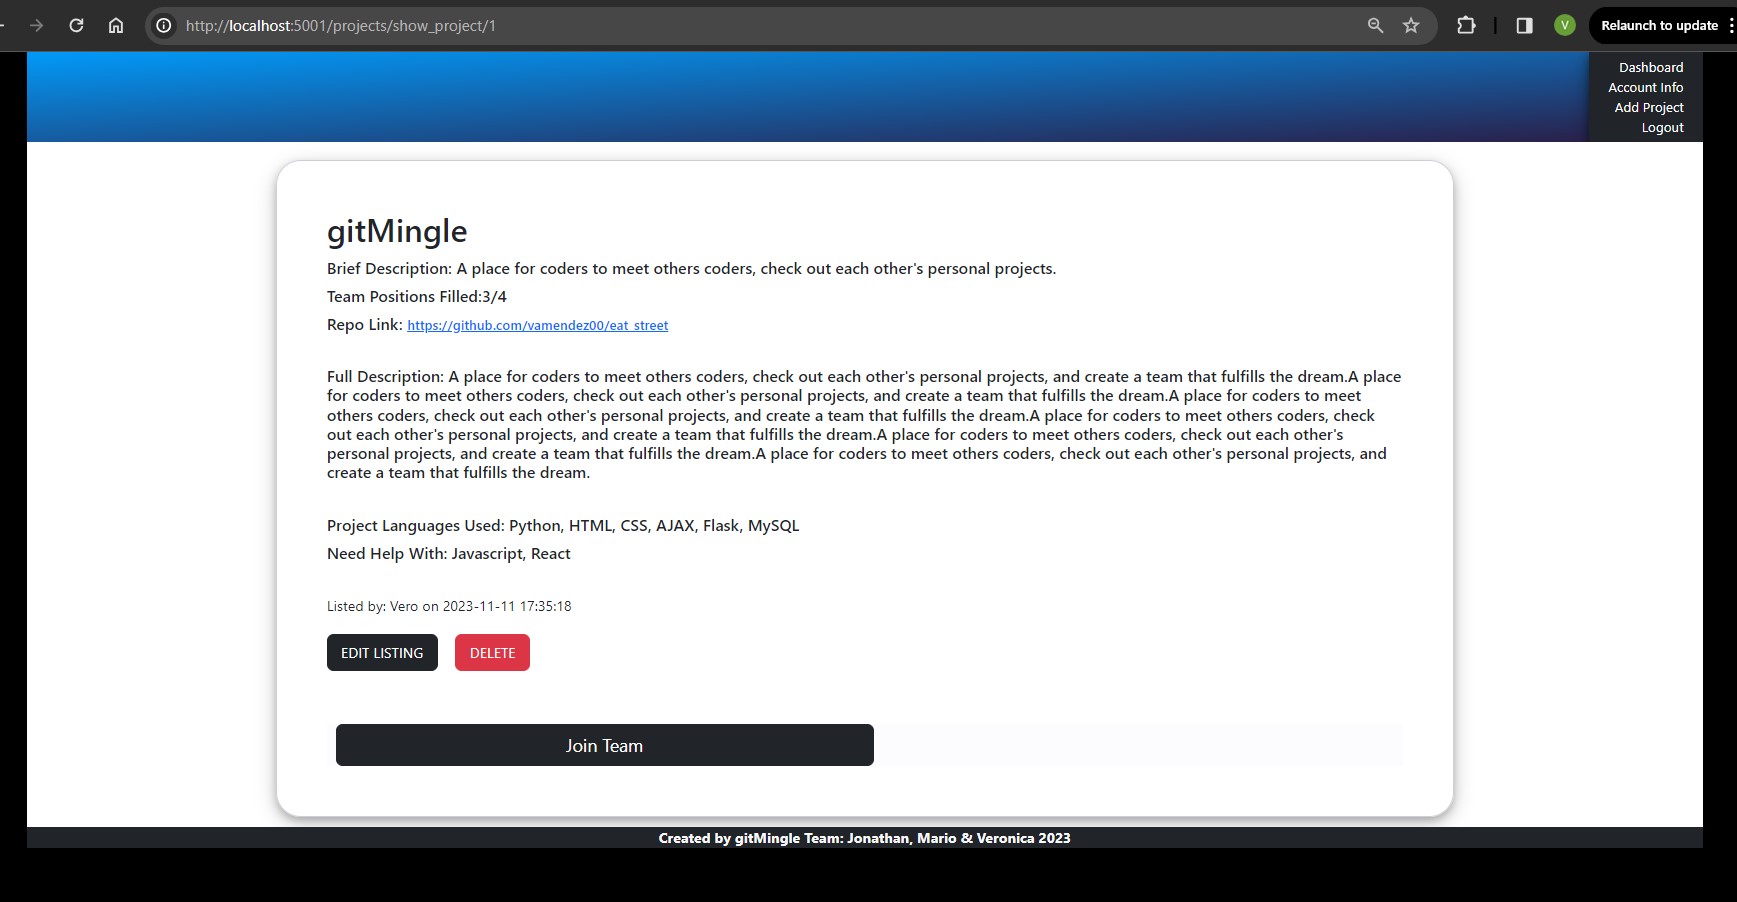 http://localhost:5001/projects/show_project/1
V
Relaunch to update
Dashboard
Account Info
Add Project
Logout
gitMingle
Brief Description: A place for coders to meet others coders, check out each other's personal projects.
Team Positions Filled:3/4
Repo Link: https://github.com/vamendez00/eat_street
Full Description: A place for coders to meet others coders, check out each other's personal projects, and create a team that fulfills the dream.A place
for coders to meet others coders, check out each other's personal projects, and create a team that fulfills the dream.A place for coders to meet
others coders, check out each other's personal projects, and create a team that fulfills the dream.A place for coders to meet others coders, check
out each other's personal projects, and create a team that fulfills the dream.A place for coders to meet others coders, check out each other's
personal projects, and create a team that fulfills the dream.A place for coders to meet others coders, check out each other's personal projects, and
create a team that fulfills the dream.
Project Languages Used: Python, HTML, CSS, AJAX, Flask, MySQL
Need Help With: Javascript, React
Listed by: Vero on 2023-11-11 17:35:18
EDIT LISTING
DELETE
Join Team
Created by gitMingle Team: Jonathan, Mario & Veronica 2023